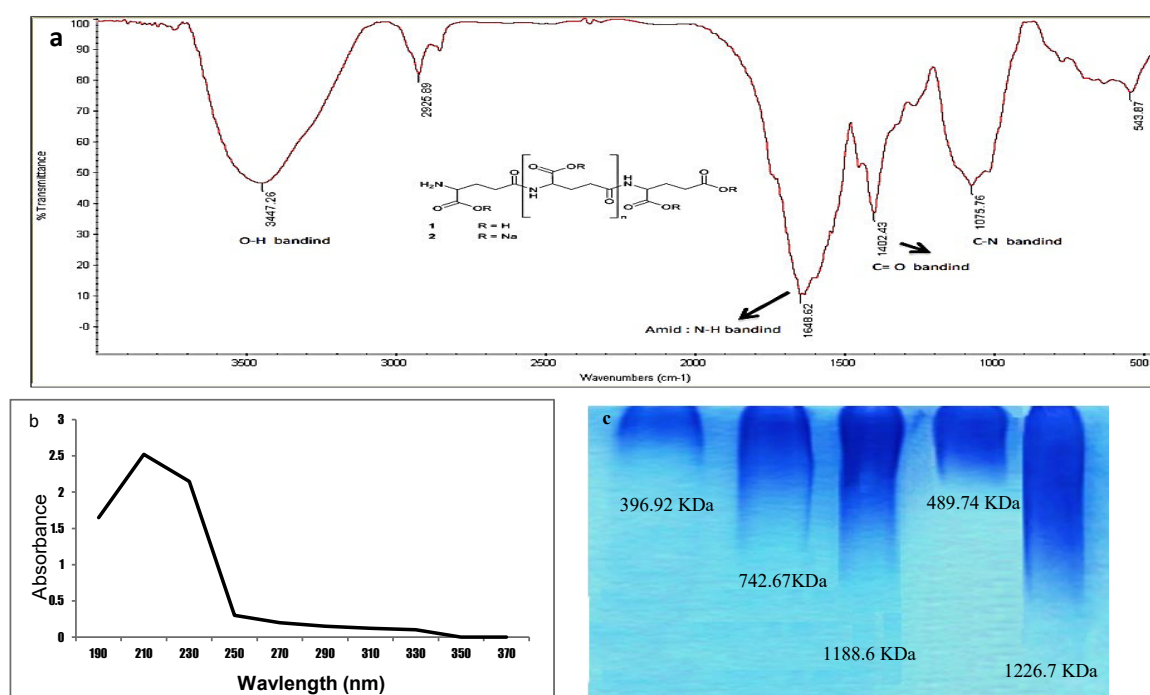 a
100
90
80
70
60
50
40
30
20
10
-0
% Transmittance
3447.26
O-H bandind
2925.89
H₂N
O
OR
O
N
H
O
OR
O
n
H
N
O
OR
O
OR
1 R = H
2 R = Na
Amid : N-H bandind
1648.62
1402.43
C= O bandind
1075.76
C-N bandind
543.87
3500 3000 2500 2000 1500 1000 500
Wavenumbers (cm-1)
b
3
2.5
2
1.5
1
0.5
0
Absorbance
190 210 230 250 270 290 310 330 350 370
Wavlength (nm)
c
396.92 KDa
742.67KDa
1188.6 KDa
489.74 KDa
1226.7 KDa